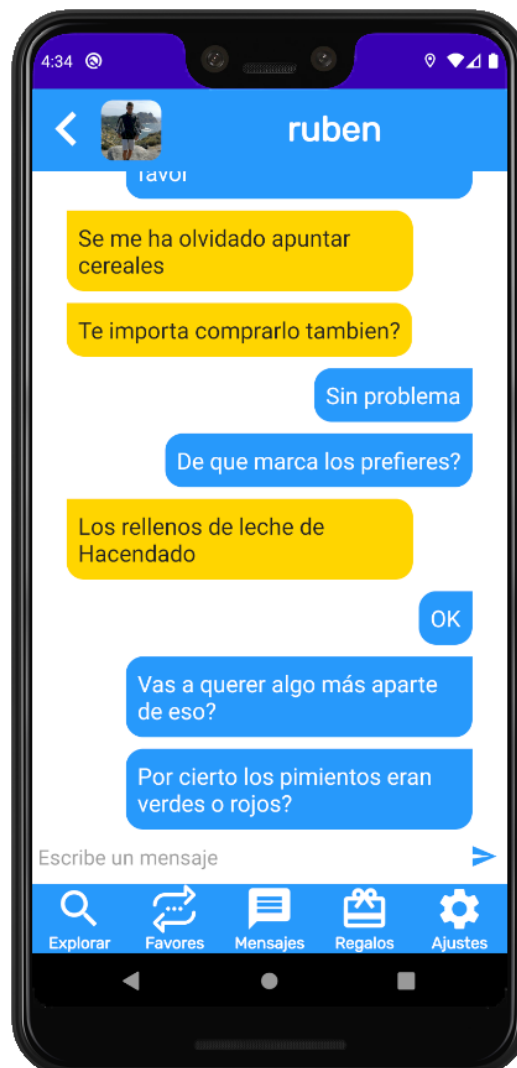 4:34
ruben
favor
Se me ha olvidado apuntar
cereales
Te importa comprarlo tambien?
Sin problema
De que marca los prefieres?
Los rellenos de leche de
Hacendado
OK
Vas a querer algo más aparte
de eso?
Por cierto los pimientos eran
verdes o rojos?
Escribe un mensaje
Explorar
Favores
Mensajes
Regalos
Ajustes